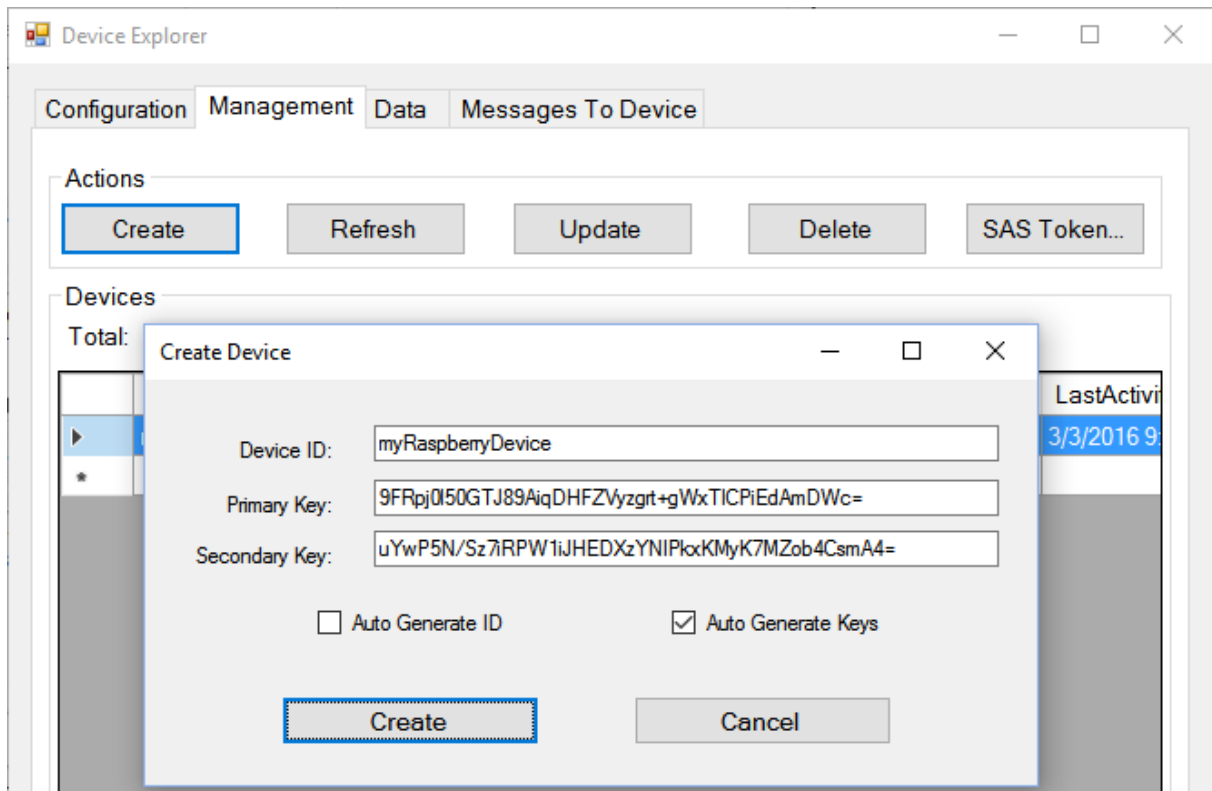 Device Explorer
Configuration Management Data Messages To Device
Actions
Create Refresh Update Delete SAS Token...
Devices
Total:
Create Device
LastActivi
3/3/2016 9:
Device ID: myRaspberryDevice
Primary Key: 9FRpj0I50GTJ89AiqDHFZVyzgrt+gWxTICPiEdAmDWc=
Secondary Key: uYwP5N/Sz7iRPW1iJHEDXzYNIPkxKMyK7MZob4CsmA4=
Auto Generate ID Auto Generate Keys
Create Cancel